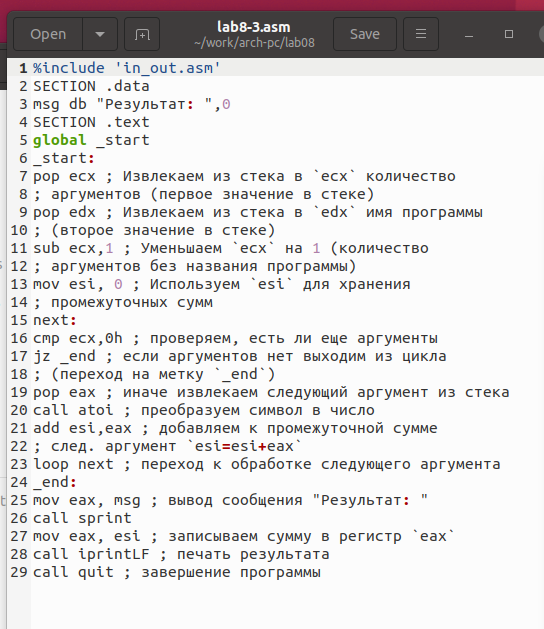 Open
lab8-3.asm
~/work/arch-pc/lab08
Save
1 %include 'in_out.asm'
2 SECTION .data
3 msg db "Результат: ",0
4 SECTION .text
5 global _start
6 _start:
7 pop ecx ; Извлекаем из стека в `ecx` количество
8 ; аргументов (первое значение в стеке)
9 pop edx ; Извлекаем из стека в `edx` имя программы
10 ; (второе значение в стеке)
11 sub ecx,1 ; Уменьшаем `ecx` на 1 (количество
12 ; аргументов без названия программы)
13 mov esi, 0 ; Используем `esi` для хранения
14 ; промежуточных сумм
15 next:
16 cmp ecx,0h ; проверяем, есть ли еще аргументы
17 jz _end ; если аргументов нет выходим из цикла
18 ; (переход на метку `_end`)
19 pop eax ; иначе извлекаем следующий аргумент из стека
20 call atoi ; преобразуем символ в число
21 add esi,eax ; добавляем к промежуточной сумме
22 ; след. аргумент `esi=esi+eax`
23 loop next ; переход к обработке следующего аргумента
24 _end:
25 mov eax, msg ; вывод сообщения "Результат: "
26 call sprint
27 mov eax, esi ; записываем сумму в регистр `eax`
28 call iprintLF ; печать результата
29 call quit ; завершение программы